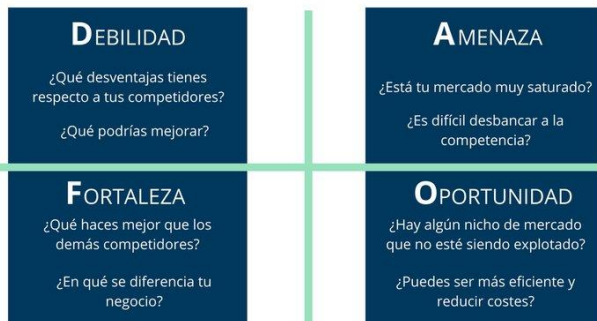 DEBILIDAD
¿Qué desventajas tienes
respecto a tus competidores?
¿Qué podrías mejorar?
AMENAZA
¿Está tu mercado muy saturado?
¿Es difícil desbancar a la
competencia?
FORTALEZA
¿Qué haces mejor que los
demás competidores?
¿En qué se diferencia tu
negocio?
OPORTUNIDAD
¿Hay algún nicho de mercado
que no esté siendo explotado?
¿Puedes ser más eficiente y
reducir costes?